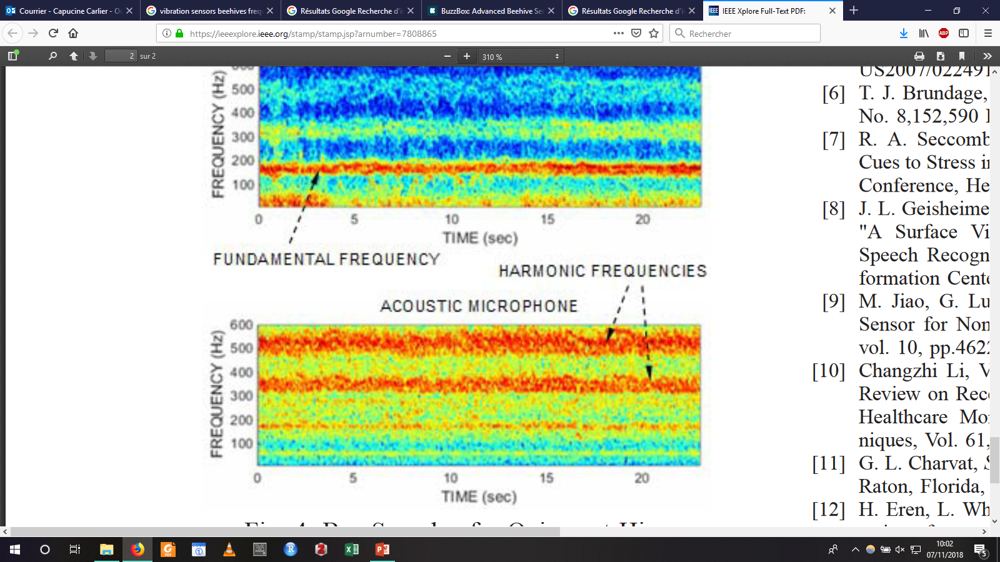 Courrier - Capucine Carlier - O
vibration sensors beehives freq
Résultats Google Recherche d'i
BuzzBox: Advanced Beehive Se
Résultats Google Recherche d'i
IEEE Xplore Full-Text PDF:
https://ieeexplore.ieee.org/stamp/stamp.jsp?arnumber=7808865
Rechercher
ABP
2 sur 2
310 %
FREQUENCY (Hz)
500
400
300
200
100
0 5 10 15 20
TIME (sec)
FUNDAMENTAL FREQUENCY
HARMONIC FREQUENCIES
ACOUSTIC MICROPHONE
FREQUENCY (Hz)
600
500
400
300
200
100
0 5 10 15 20
TIME (sec)
US2007/022491
[6] T. J. Brundage,
No. 8,152,590
[7] R. A. Seccomb
Cues to Stress i
Conference, He
[8] J. L. Geisheime
"A Surface Vi
Speech Recogn
formation Cente
[9] M. Jiao, G. Lu
Sensor for Non
vol. 10, pp.4622
[10] Changzhi Li, V
Review on Rec
Healthcare Mo
niques, Vol. 61,
[11] G. L. Charvat, S
Raton, Florida,
[12] H. Eren, L. Wh
10:02
07/11/2018
5